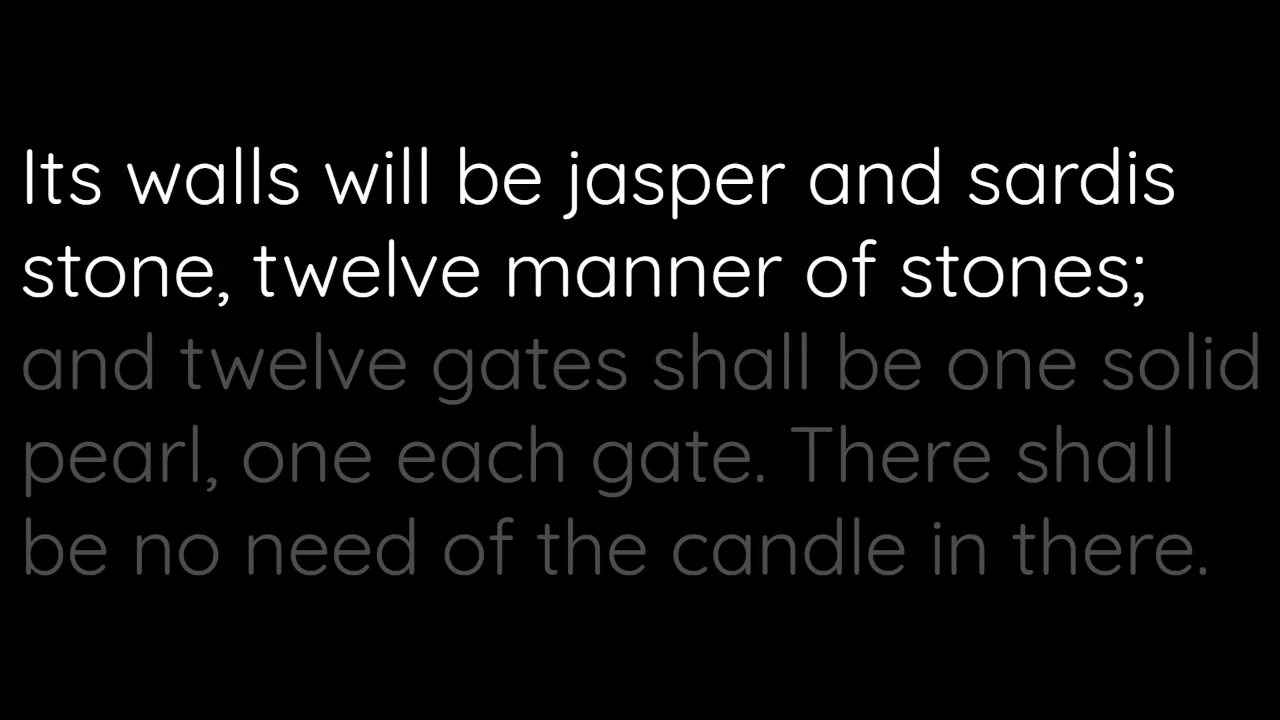 Its walls will be jasper and sardis
stone, twelve manner of stones;
and twelve gates shall be one solid
pearl, one each gate. There shall
be no need of the candle in there.